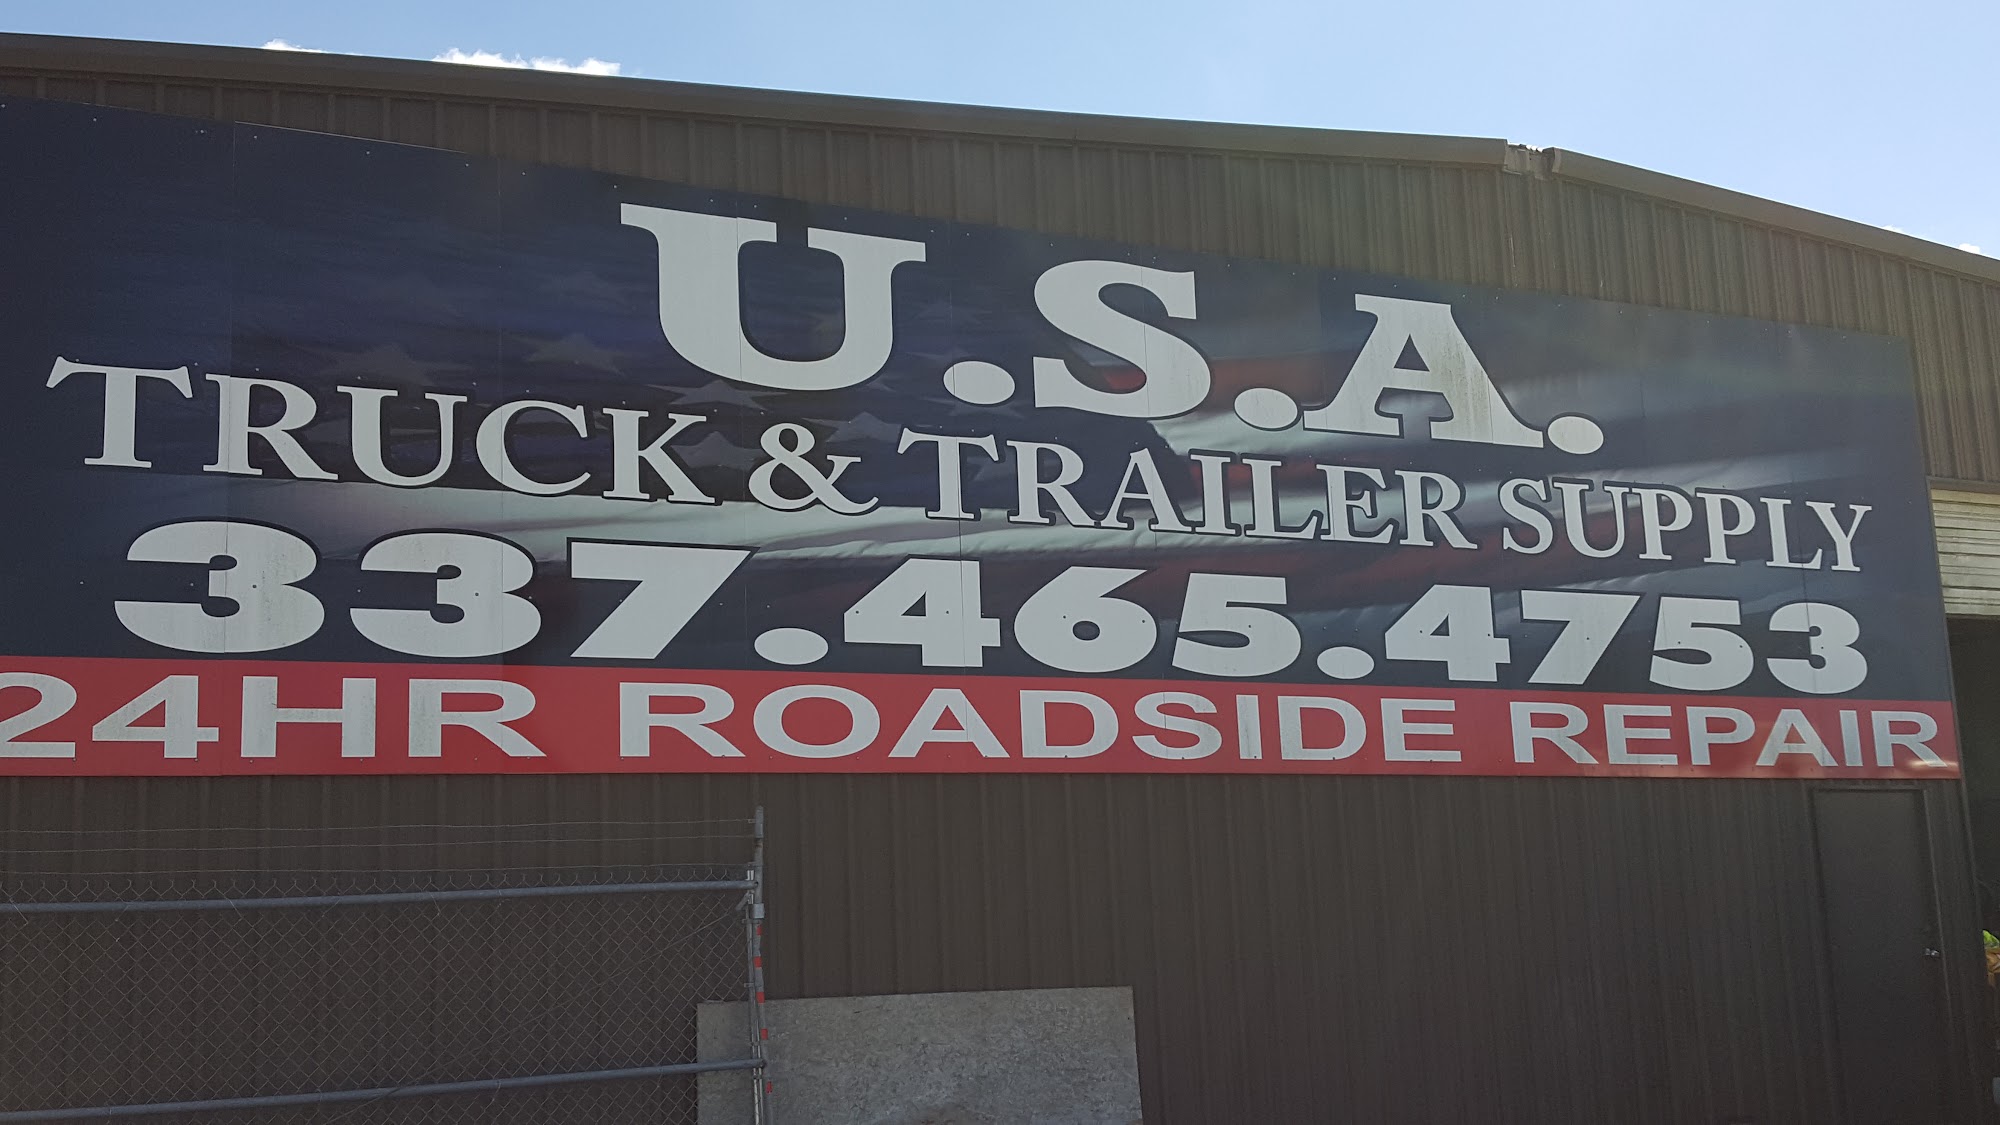 U.S.A.
TRUCK & TRAILER SUPPLY
337.465.4753
24HR ROADSIDE REPAIR